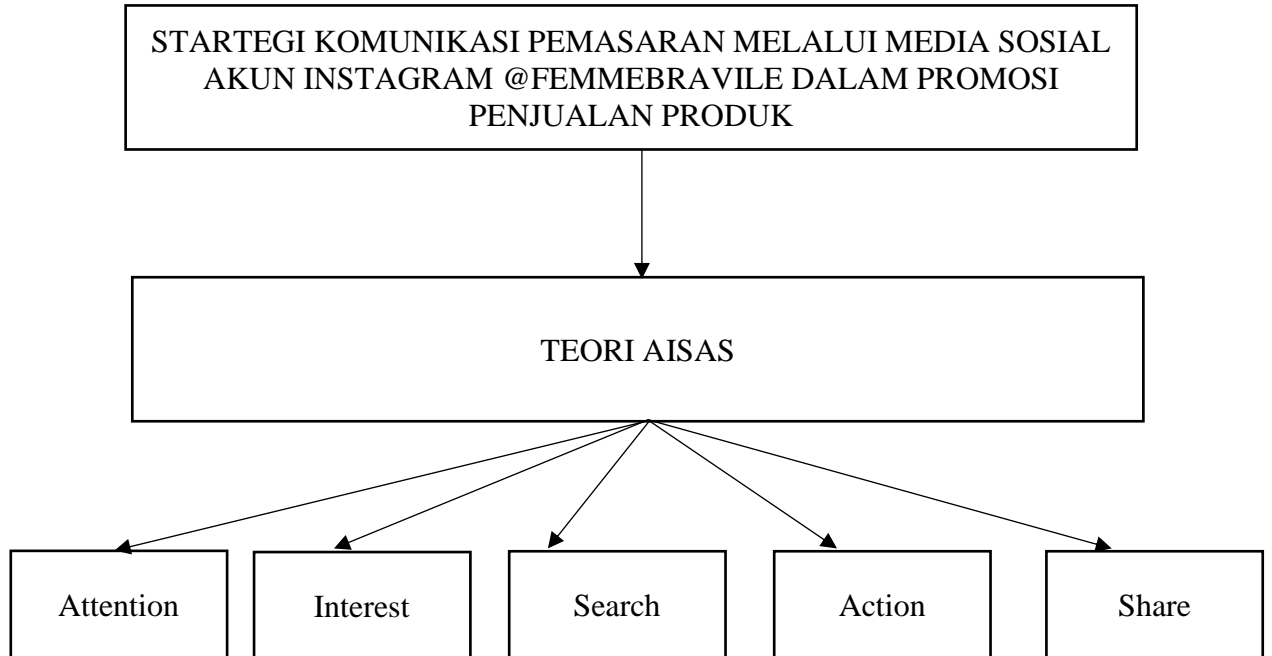 STARTEGI KOMUNIKASI PEMASARAN MELALUI MEDIA SOSIAL
AKUN INSTAGRAM @FEMMEBRAVILE DALAM PROMOSI
PENJUALAN PRODUK
TEORI AISAS
Attention
Interest
Search
Action
Share